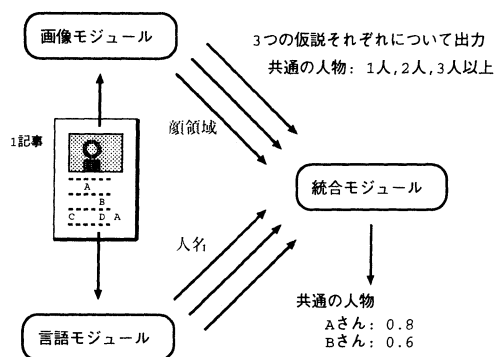 画像モジュール
3つの仮説それぞれについて出力
共通の人物: 1人,2人,3人以上
1記事
顔領域
A
B
C D A
統合モジュール
人名
共通の人物
Aさん: 0.8
Bさん: 0.6
言語モジュール